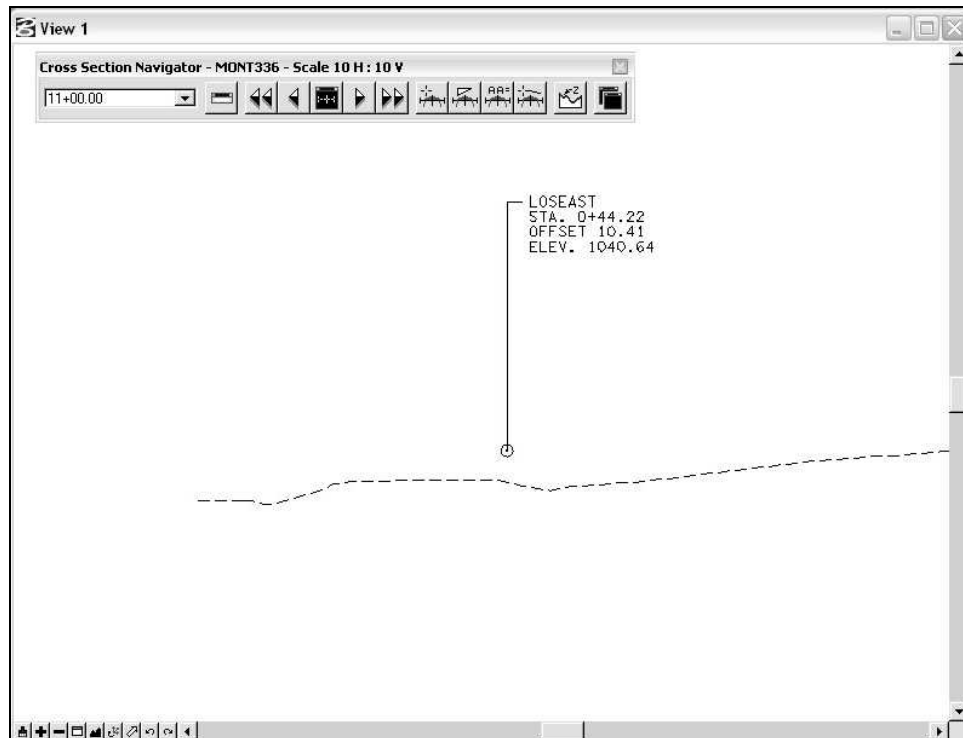 View 1
Cross Section Navigator - MONT336 - Scale 10 H : 10 V
11+00.00
LOSEAST
STA. 0+44.22
OFFSET 10.41
ELEV. 1040.64